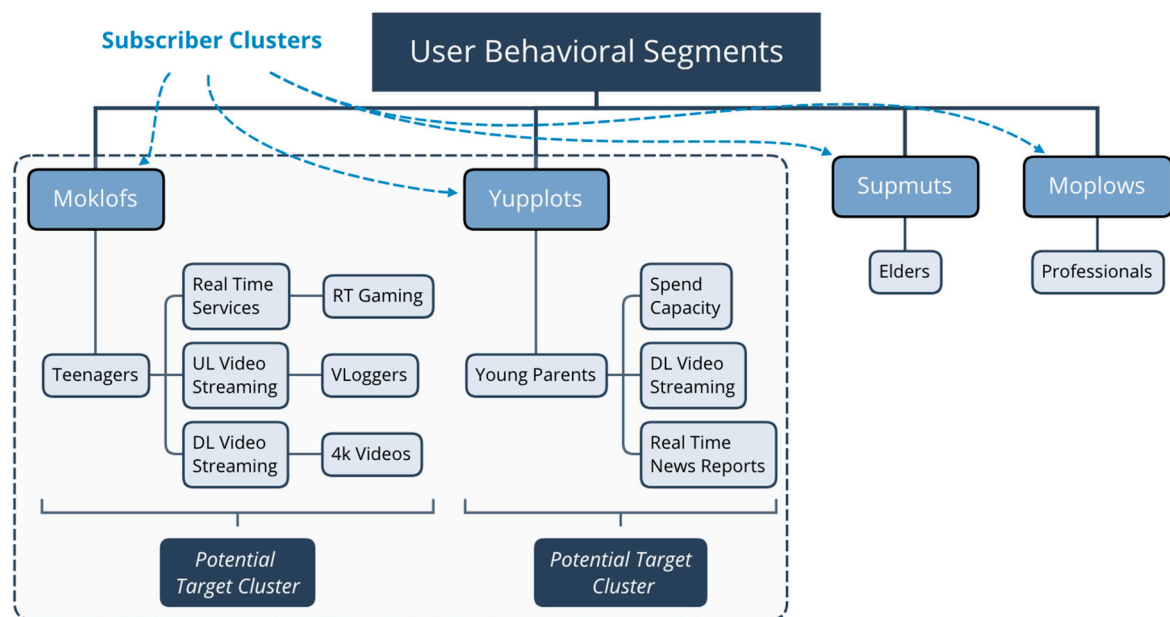 Subscriber Clusters
User Behavioral Segments
Moklofs
Yupplots
Supmuts
Moplows
Elders
Professionals
Real Time
Services
RT Gaming
Spend
Capacity
Teenagers
UL Video
Streaming
VLoggers
Young Parents
DL Video
Streaming
DL Video
Streaming
4k Videos
Real Time
News Reports
Potential
Target Cluster
Potential Target
Cluster